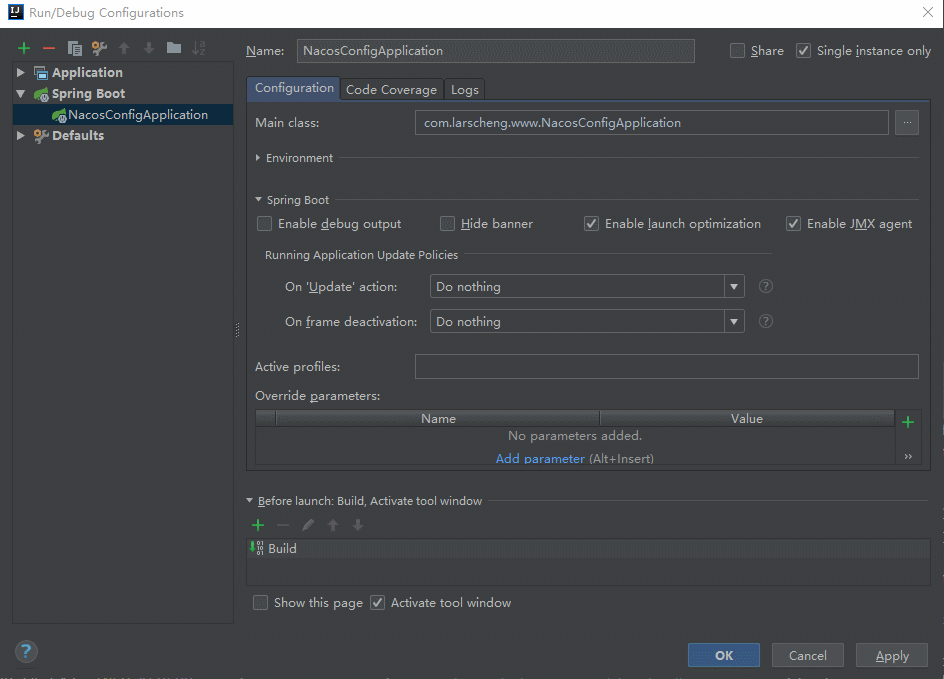 Run/Debug Configurations
Name: NacosConfigApplication Share Single instance only
Application
Spring Boot
NacosConfigApplication
Defaults
Configuration Code Coverage Logs
Main class: com.larscheng.www.NacosConfigApplication ...
Environment
Spring Boot
Enable debug output Hide banner Enable launch optimization Enable JMX agent
Running Application Update Policies
On 'Update' action: Do nothing ?
On frame deactivation: Do nothing ?
Active profiles:
Override parameters:
Name Value
No parameters added.
Add parameter (Alt+Insert)
Before launch: Build, Activate tool window
Build
Show this page Activate tool window
? OK Cancel Apply